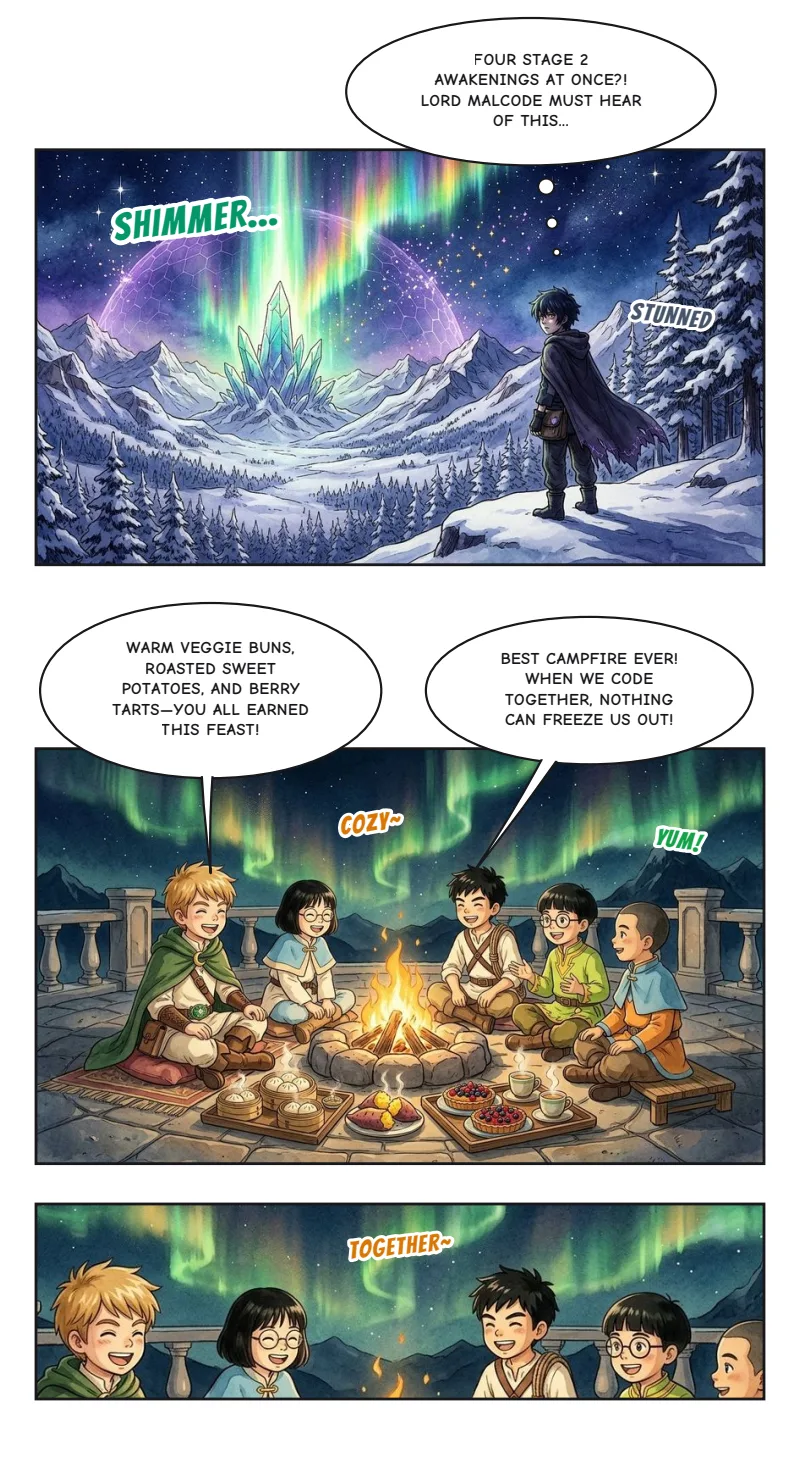 FOUR STAGE 2
AWAKENINGS AT ONCE?!
LORD MALCODE MUST HEAR
OF THIS...
SHIMMER...
STUNNED
WARM VEGGIE BUNS,
ROASTED SWEET
POTATOES, AND BERRY
TARTS—YOU ALL EARNED
THIS FEAST!
BEST CAMPFIRE EVER!
WHEN WE CODE
TOGETHER, NOTHING
CAN FREEZE US OUT!
COZY~
YUM!
TOGETHER~